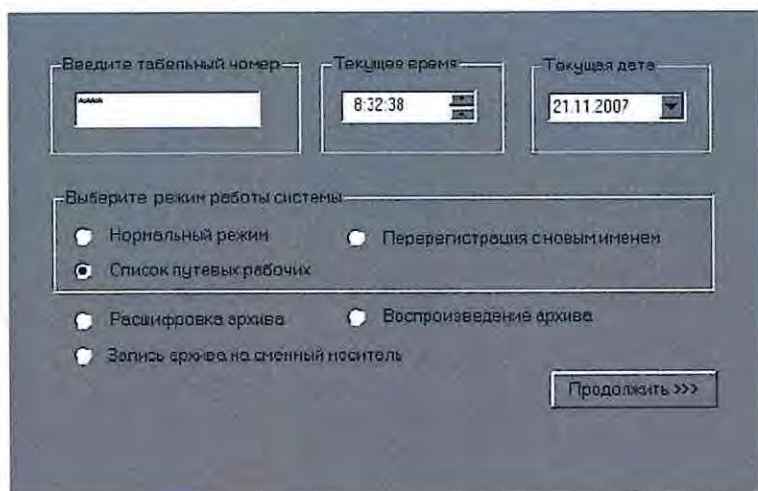 Введите табельный номер
Текущее время
Текущая дата
8:32:38
21.11.2007
Выберите режим работы системы
Нормальный режим
Перерегистрация с новым именем
Список путевых рабочих
Расшифровка архива
Воспроизведение архива
Запись архива на сменный носитель
Продолжить >>>